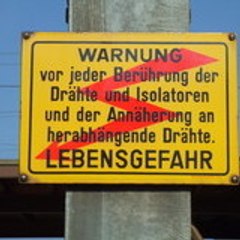 WARNUNG
vor jeder Berührung der
Drähte und Isolatoren
und der Annäherung an
herabhängende Drähte.
LEBENSGEFAHR